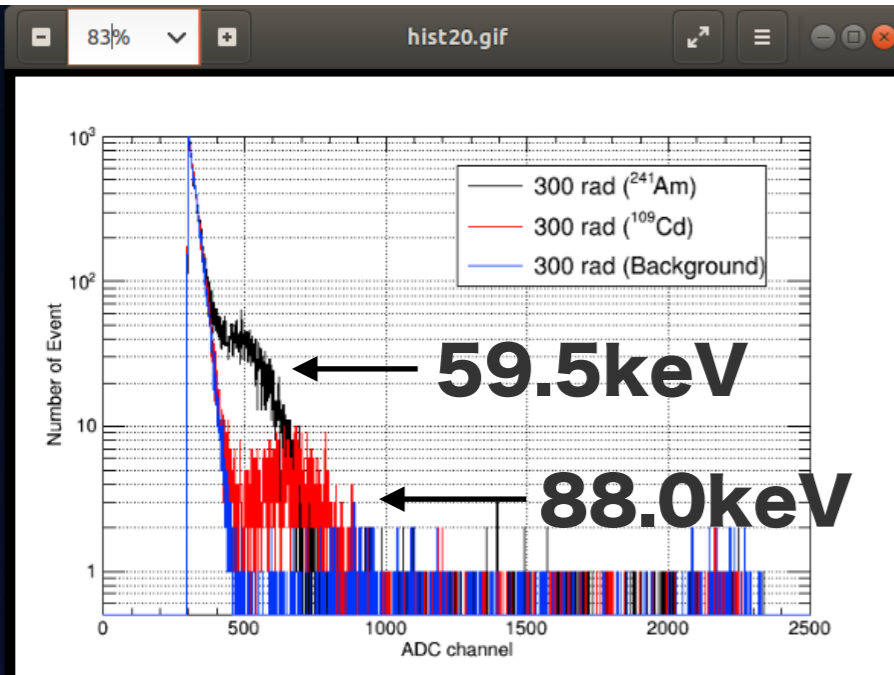 83%
hist20.gif
10³
10²
10
1
Number of Event
300 rad (²⁴¹Am)
300 rad (¹⁰⁹Cd)
300 rad (Background)
59.5keV
88.0keV
0 500 1000 1500 2000 2500
ADC channel